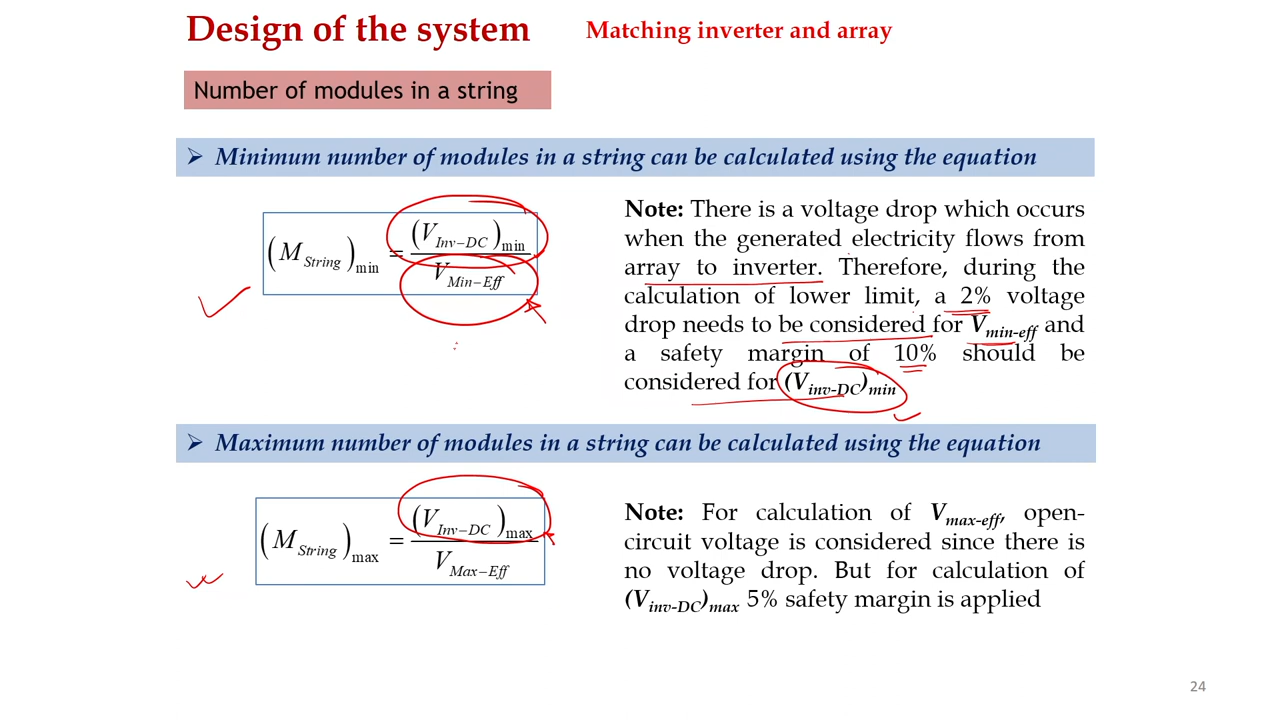 Design of the system
Matching inverter and array
Number of modules in a string
➢ Minimum number of modules in a string can be calculated using the equation
(M_String)_min = (V_Inv−DC)_min / V_Min−Eff
Note: There is a voltage drop which occurs
when the generated electricity flows from
array to inverter. Therefore, during the
calculation of lower limit, a 2% voltage
drop needs to be considered for V_min-eff and
a safety margin of 10% should be
considered for (V_inv-DC)_min
➢ Maximum number of modules in a string can be calculated using the equation
(M_String)_max = (V_Inv−DC)_max / V_Max−Eff
Note: For calculation of V_max-eff, open-
circuit voltage is considered since there is
no voltage drop. But for calculation of
(V_inv-DC)_max 5% safety margin is applied
24